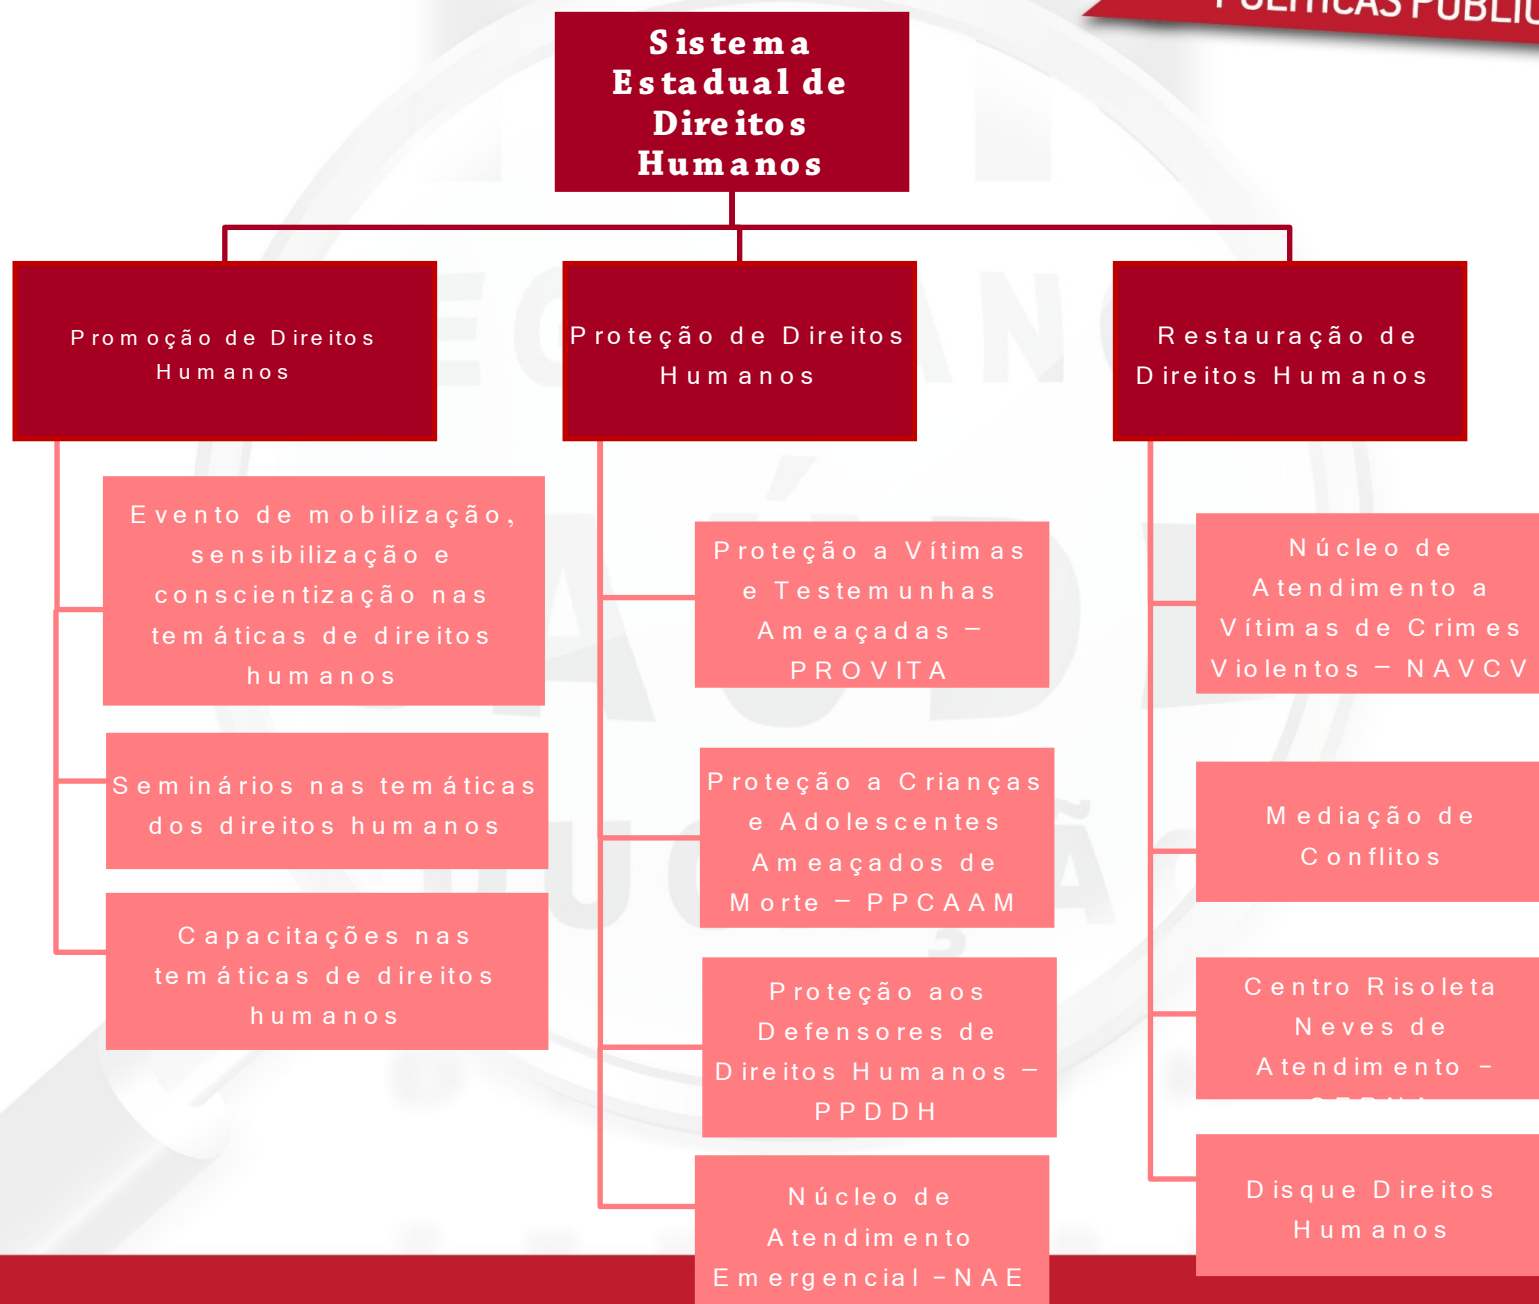 POLÍTICAS
Sistema
Estadual de
Direitos
Humanos
Promoção de Direitos
Humanos
Proteção de Direitos
Humanos
Restauração de
Direitos Humanos
Evento de mobilização,
sensibilização e
conscientização nas
temáticas de direitos
humanos
Seminários nas temáticas
dos direitos humanos
Capacitações nas
temáticas de direitos
humanos
Proteção a Vítimas
e Testemunhas
Ameaçadas –
PROVITA
Proteção a Crianças
e Adolescentes
Ameaçados de
Morte – PPCAAM
Proteção aos
Defensores de
Direitos Humanos –
PPDDH
Núcleo de
Atendimento
Emergencial -NAE
Núcleo de
Atendimento a
Vítimas de Crimes
Violentos – NAVCV
Mediação de
Conflitos
Centro Risoleta
Neves de
Atendimento -
Disque Direitos
Humanos
SAÚDE